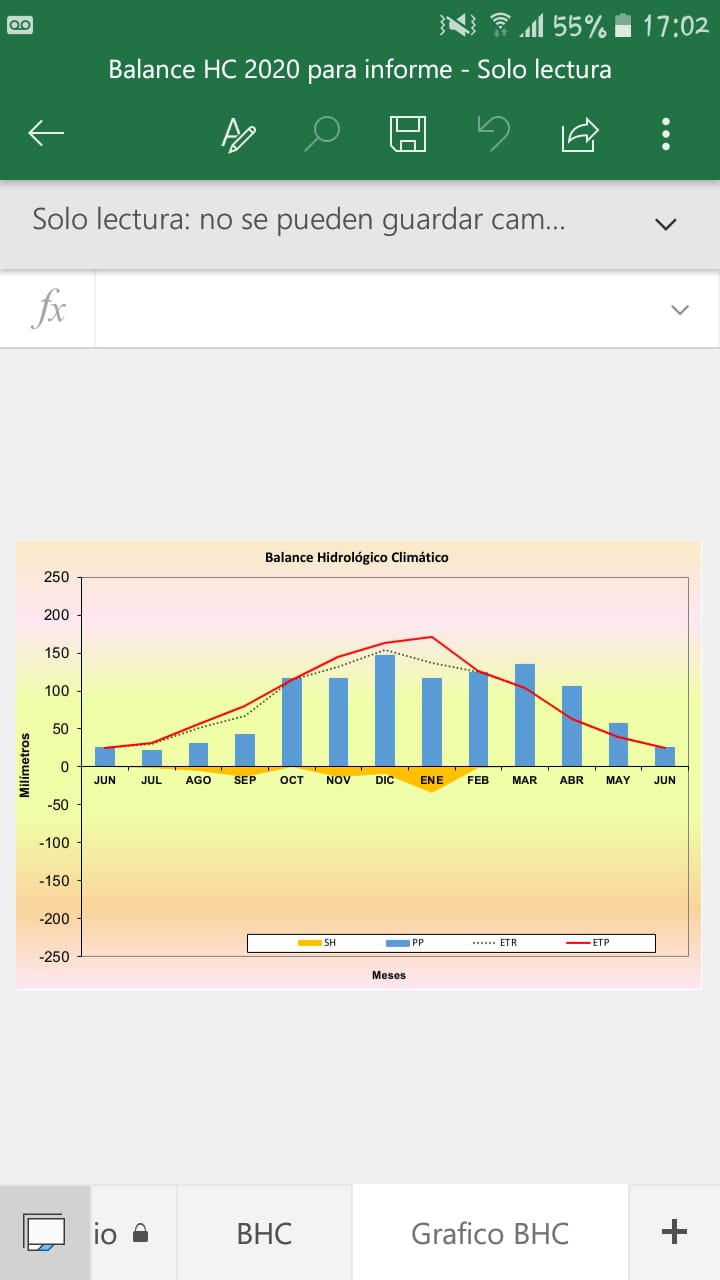 55% 17:02
Balance HC 2020 para informe - Solo lectura
Solo lectura: no se pueden guardar cam...
fx
Balance Hidrológico Climático
250
200
150
100
50
0
-50
-100
-150
-200
-250
Milímetros
JUN JUL AGO SEP OCT NOV DIC ENE FEB MAR ABR MAY JUN
SH PP ETR ETP
Meses
io BHC Grafico BHC +